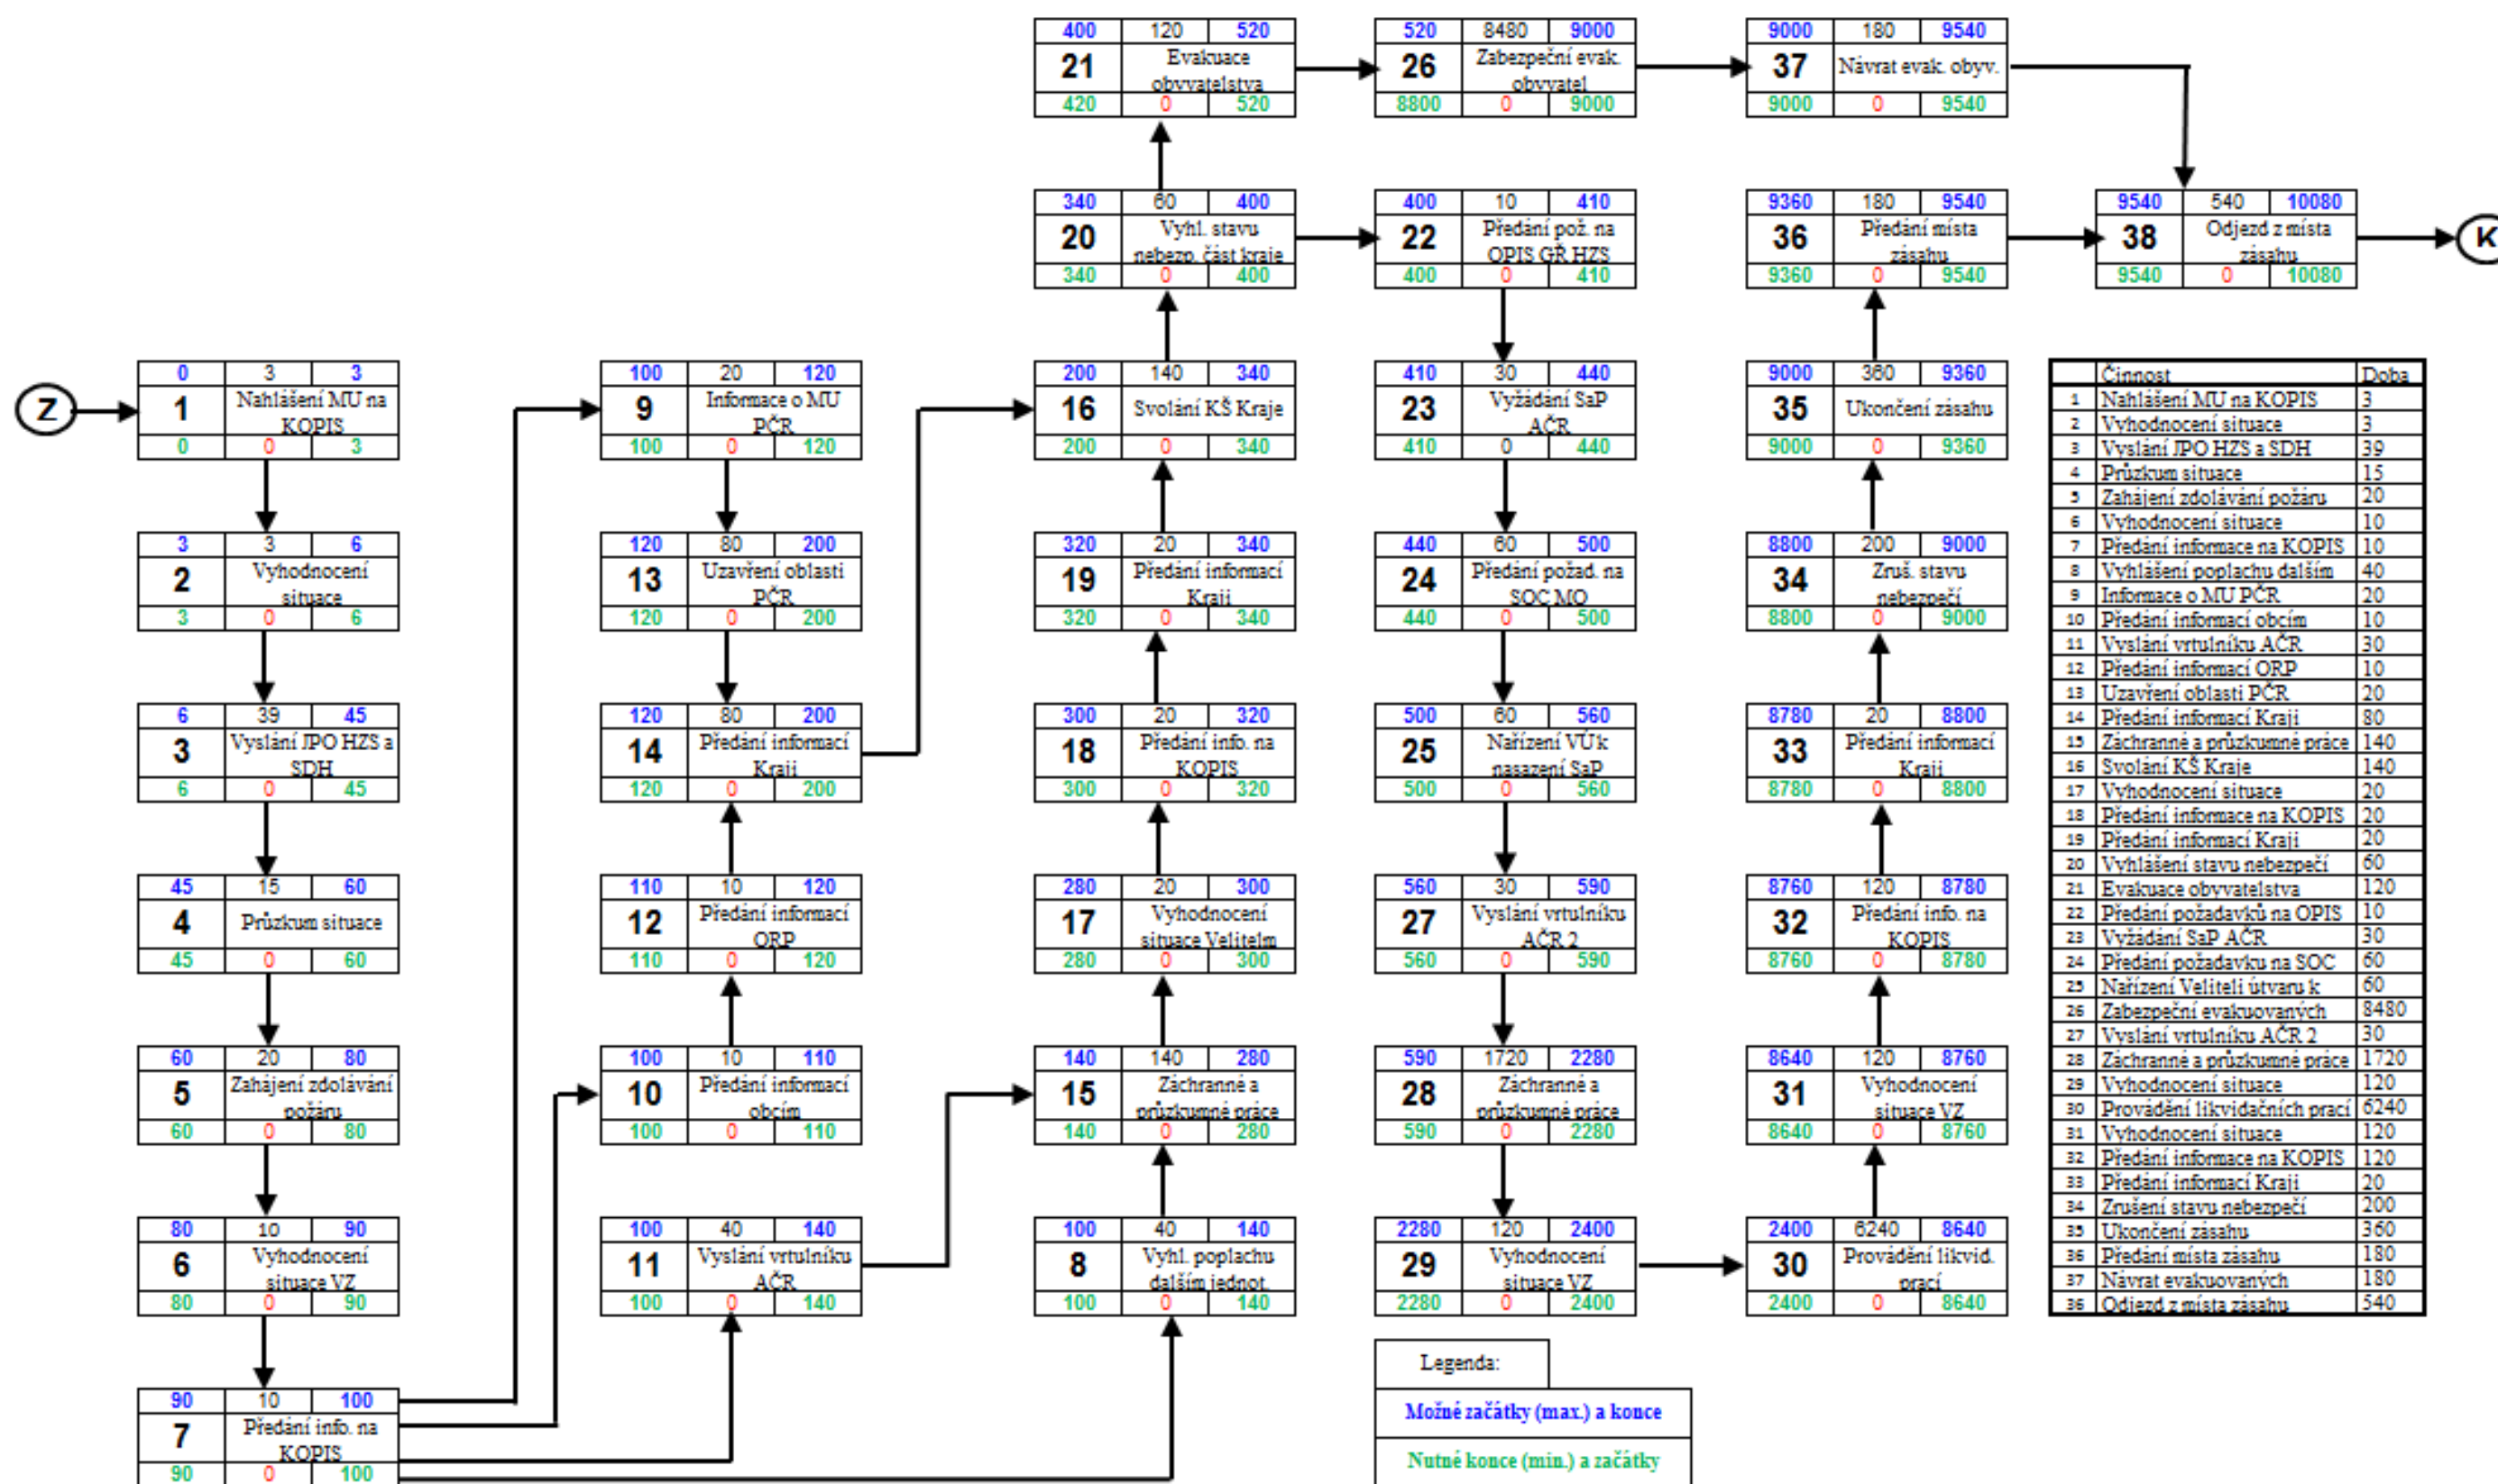 400 120 520
21 Evakuace
obyvatelstva
420 0 520
520 8480 9000
26 Zabezpeční evak.
obyvatel
8800 0 9000
9000 180 9540
37 Návrat evak. obyv.
9000 0 9540
340 60 400
20 Vyhl. stavu
nebezp. část kraje
340 0 400
400 10 410
22 Předání pož. na
OPIS GŘ HZS
400 0 410
9360 180 9540
36 Předání místa
zásahu
9360 0 9540
9540 540 10080
38 Odjezd z místa
zásahu
9540 0 10080
K
Z
0 3 3
1 Nahlášení MU na
KOPIS
0 0 3
100 20 120
9 Informace o MU
PČR
100 0 120
200 140 340
16 Svolání KŠ Kraje
200 0 340
410 30 440
23 Vyžádání SaP
AČR
410 0 440
9000 360 9360
35 Ukončení zásahu
9000 0 9360
3 3 6
2 Vyhodnocení
situace
3 0 6
120 80 200
13 Uzavření oblasti
PČR
120 0 200
320 20 340
19 Předání informací
Kraji
320 0 340
440 60 500
24 Předání požad. na
SOC MO
440 0 500
8800 200 9000
34 Zruš. stavu
nebezpečí
8800 0 9000
6 39 45
3 Vyslání JPO HZS a
SDH
6 0 45
120 80 200
14 Předání informací
Kraji
120 0 200
300 20 320
18 Předání info. na
KOPIS
300 0 320
500 60 560
25 Nařízení VÚ k
nasazení SaP
500 0 560
8780 20 8800
33 Předání informací
Kraji
8780 0 8800
45 15 60
4 Průzkum situace
45 0 60
110 10 120
12 Předání informací
ORP
110 0 120
280 20 300
17 Vyhodnocení
situace Velitelm
280 0 300
560 30 590
27 Vyslání vrtulníku
AČR 2
560 0 590
8760 120 8780
32 Předání info. na
KOPIS
8760 0 8780
60 20 80
5 Zahájení zdolávání
požáru
60 0 80
100 10 110
10 Předání informací
obcím
100 0 110
140 140 280
15 Záchranné a
průzkumné práce
140 0 280
590 1720 2280
28 Záchranné a
průzkumné práce
590 0 2280
8640 120 8760
31 Vyhodnocení
situace VZ
8640 0 8760
80 10 90
6 Vyhodnocení
situace VZ
80 0 90
100 40 140
11 Vyslání vrtulníku
AČR
100 0 140
100 40 140
8 Vyhl. poplachu
dalším jednot.
100 0 140
2280 120 2400
29 Vyhodnocení
situace VZ
2280 0 2400
2400 6240 8640
30 Provádění likvid.
prací
2400 0 8640
90 10 100
7 Předání info. na
KOPIS
90 0 100
Činnost Doba
1 Nahlášení MU na KOPIS 3
2 Vyhodnocení situace 3
3 Vyslání JPO HZS a SDH 39
4 Průzkum situace 15
5 Zahájení zdolávání požáru 20
6 Vyhodnocení situace 10
7 Předání informace na KOPIS 10
8 Vyhlášení poplachu dalším 40
9 Informace o MU PČR 20
10 Předání informací obcím 10
11 Vyslání vrtulníku AČR 30
12 Předání informací ORP 10
13 Uzavření oblasti PČR 20
14 Předání informací Kraji 80
15 Záchranné a průzkumné práce 140
16 Svolání KŠ Kraje 140
17 Vyhodnocení situace 20
18 Předání informace na KOPIS 20
19 Předání informací Kraji 20
20 Vyhlášení stavu nebezpečí 60
21 Evakuace obyvatelstva 120
22 Předání požadavků na OPIS 10
23 Vyžádání SaP AČR 30
24 Předání požadavku na SOC 60
25 Nařízení Veliteli útvaru k 60
26 Zabezpeční evakuovaných 8480
27 Vyslání vrtulníku AČR 2 30
28 Záchranné a průzkumné práce 1720
29 Vyhodnocení situace 120
30 Provádění likvidačních prací 6240
31 Vyhodnocení situace 120
32 Předání informace na KOPIS 120
33 Předání informací Kraji 20
34 Zrušení stavu nebezpečí 200
35 Ukončení zásahu 360
36 Předání místa zásahu 180
37 Návrat evakuovaných 180
36 Odjezd z místa zásahu 540
Legenda:
Možné začátky (max.) a konce
Nutné konce (min.) a začátky